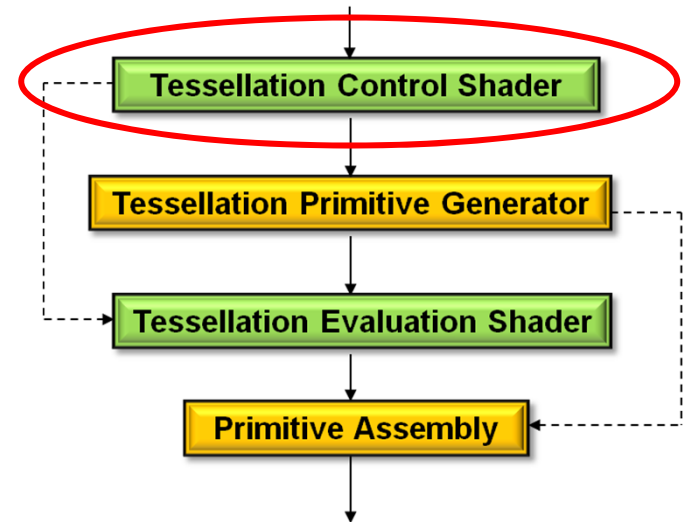 Tessellation Control Shader
Tessellation Primitive Generator
Tessellation Evaluation Shader
Primitive Assembly